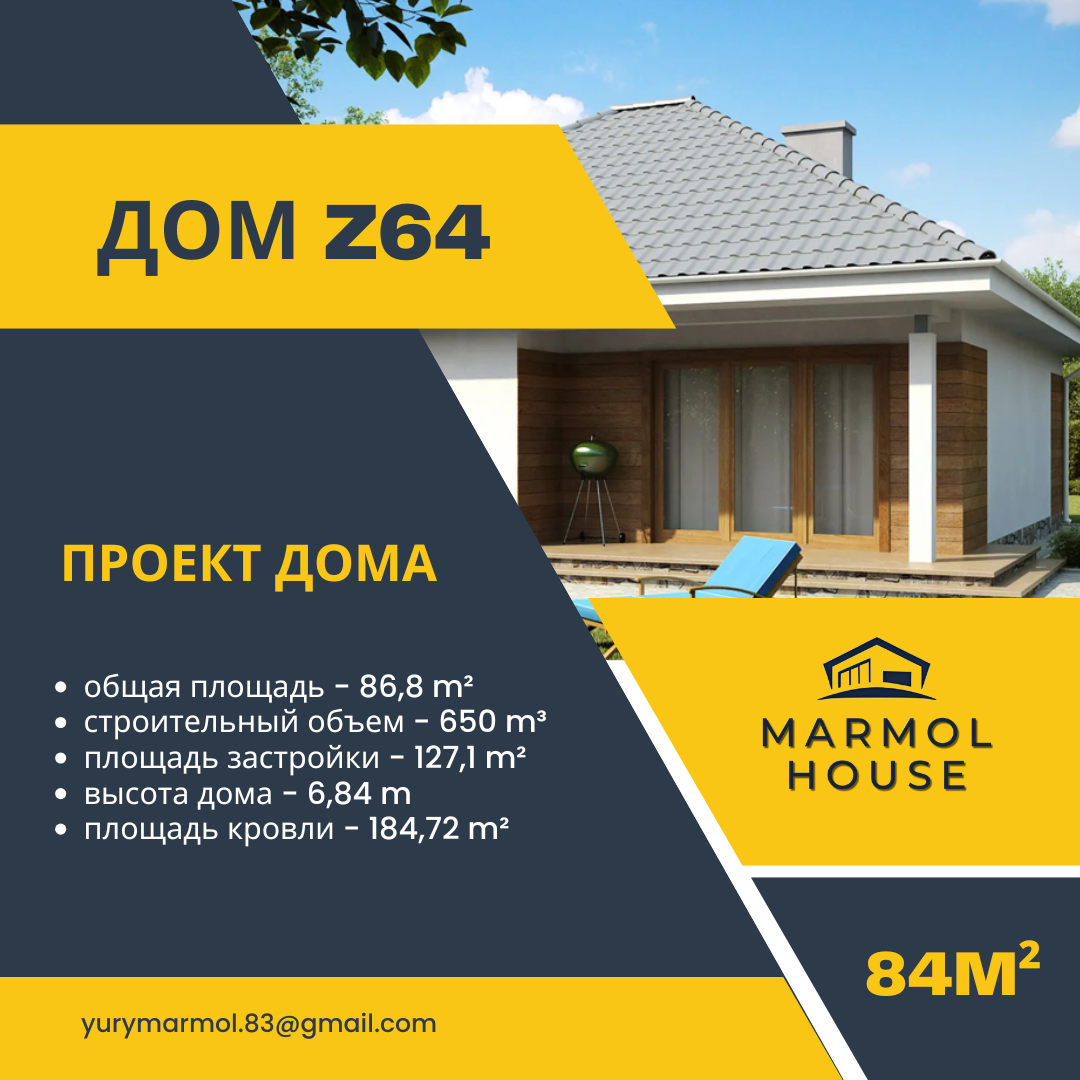 ДОМ Z64
ПРОЕКТ ДОМА
• общая площадь - 86,8 m²
• строительный объем - 650 m³
• площадь застройки - 127,1 m²
• высота дома - 6,84 m
• площадь кровли - 184,72 m²
MARMOL
HOUSE
84М²
yurymarmol.83@gmail.com